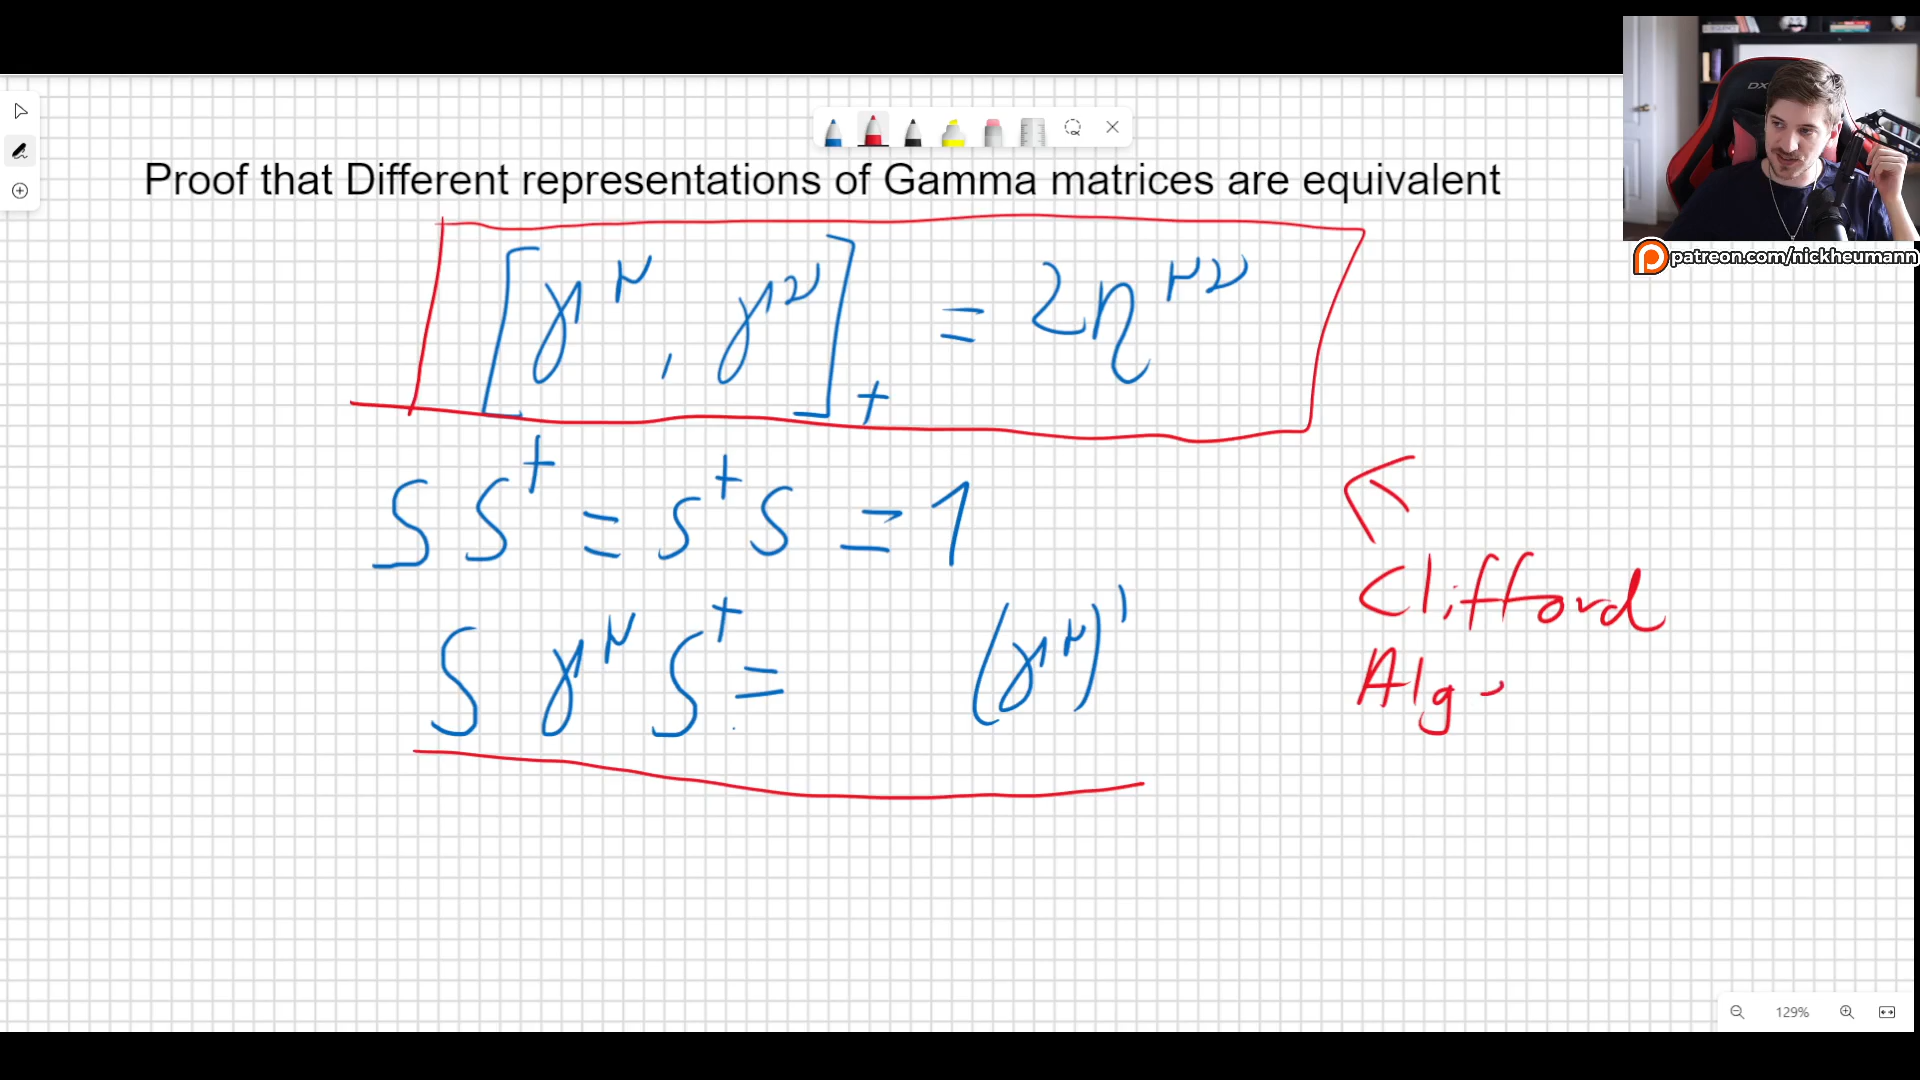 Proof that Different representations of Gamma matrices are equivalent
[γ^μ, γ^ν]_+ = 2η^μν
S S^† = S^† S = 1
S γ^μ S^† = (γ^μ)'
Clifford
Alg.
patreon.com/nickheumann
129%